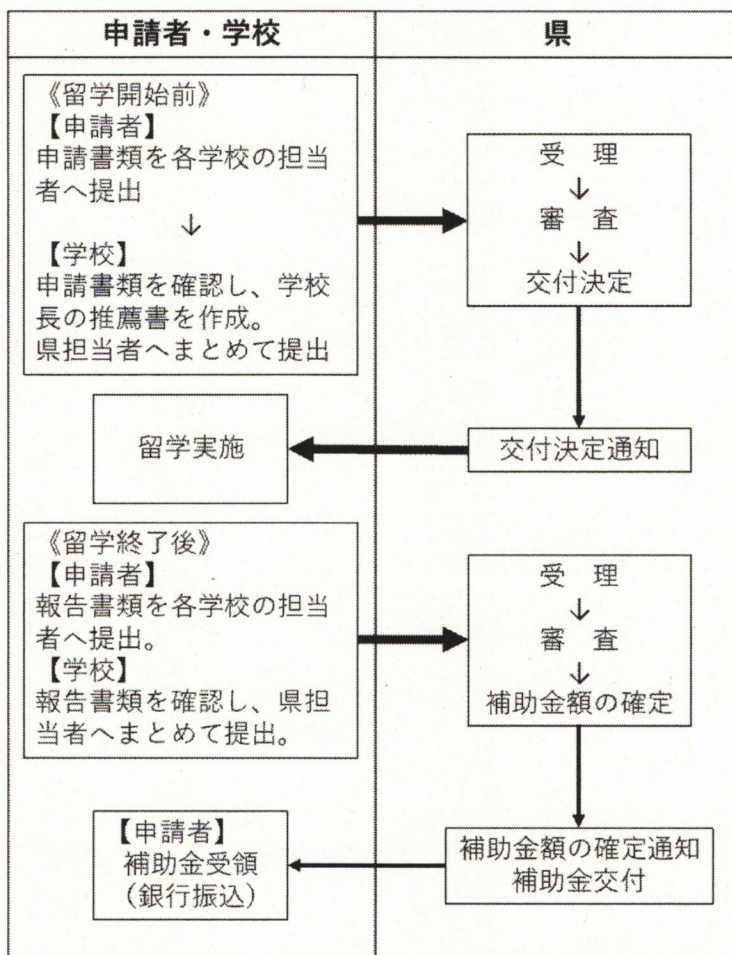 申請者・学校
県
《留学開始前》
【申請者】
申請書類を各学校の担当
者へ提出
↓
【学校】
申請書類を確認し、学校
長の推薦書を作成。
県担当者へまとめて提出
受　理
↓
審　査
↓
交付決定
交付決定通知
留学実施
《留学終了後》
【申請者】
報告書類を各学校の担当
者へ提出。
【学校】
報告書類を確認し、県担
当者へまとめて提出。
受　理
↓
審　査
↓
補助金額の確定
補助金額の確定通知
補助金交付
【申請者】
補助金受領
（銀行振込）